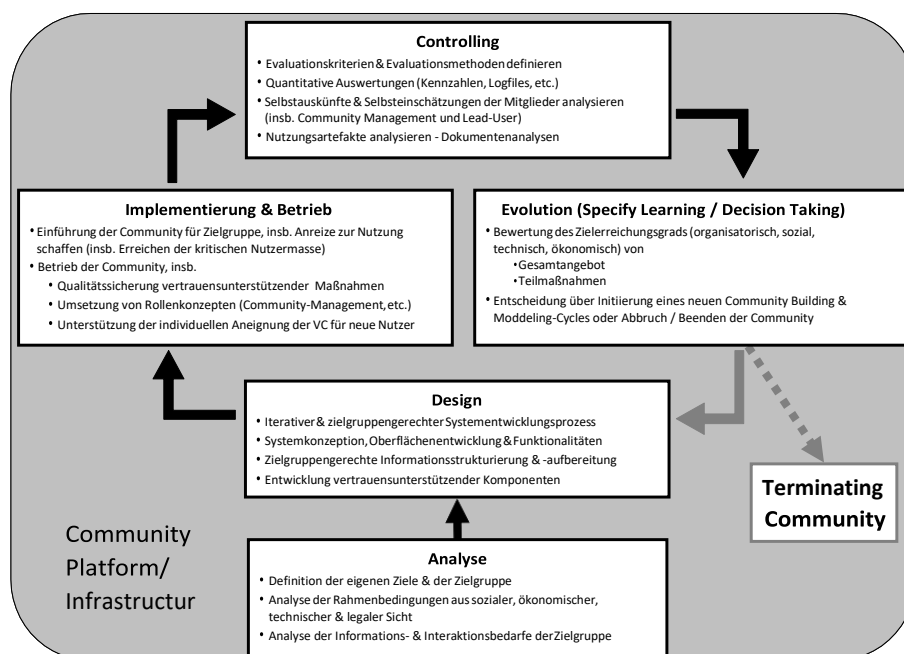 Controlling
• Evaluationskriterien & Evaluationsmethoden definieren
• Quantitative Auswertungen (Kennzahlen, Logfiles, etc.)
• Selbstauskünfte & Selbsteinschätzungen der Mitglieder analysieren
(insb. Community Management und Lead-User)
• Nutzungsartefakte analysieren - Dokumentenanalysen
Implementierung & Betrieb
• Einführung der Community für Zielgruppe, insb. Anreize zur Nutzung
schaffen (insb. Erreichen der kritischen Nutzermasse)
• Betrieb der Community, insb.
• Qualitätssicherung vertrauensunterstützender Maßnahmen
• Umsetzung von Rollenkonzepten (Community-Management, etc.)
• Unterstützung der individuellen Aneignung der VC für neue Nutzer
Evolution (Specify Learning / Decision Taking)
• Bewertung des Zielerreichungsgrads (organisatorisch, sozial,
technisch, ökonomisch) von
•Gesamtangebot
•Teilmaßnahmen
• Entscheidung über Initiierung eines neuen Community Building &
Moddeling-Cycles oder Abbruch / Beenden der Community
Design
• Iterativer & zielgruppengerechter Systementwicklungsprozess
• Systemkonzeption, Oberflächenentwicklung & Funktionalitäten
• Zielgruppengerechte Informationsstrukturierung & -aufbereitung
• Entwicklung vertrauensunterstützender Komponenten
Terminating
Community
Community
Platform/
Infrastructur
Analyse
• Definition der eigenen Ziele & der Zielgruppe
• Analyse der Rahmenbedingungen aus sozialer, ökonomischer,
technischer & legaler Sicht
• Analyse der Informations- & Interaktionsbedarfe der Zielgruppe